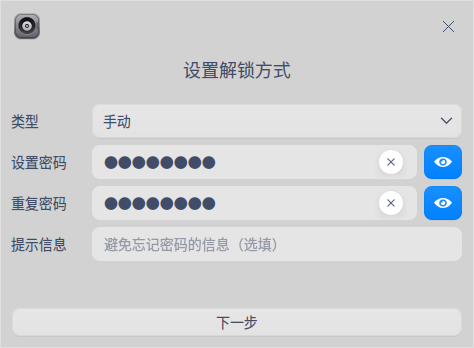 设置解锁方式
类型 手动
设置密码 ●●●●●●●●
重复密码 ●●●●●●●●
提示信息 避免忘记密码的信息（选填）
下一步